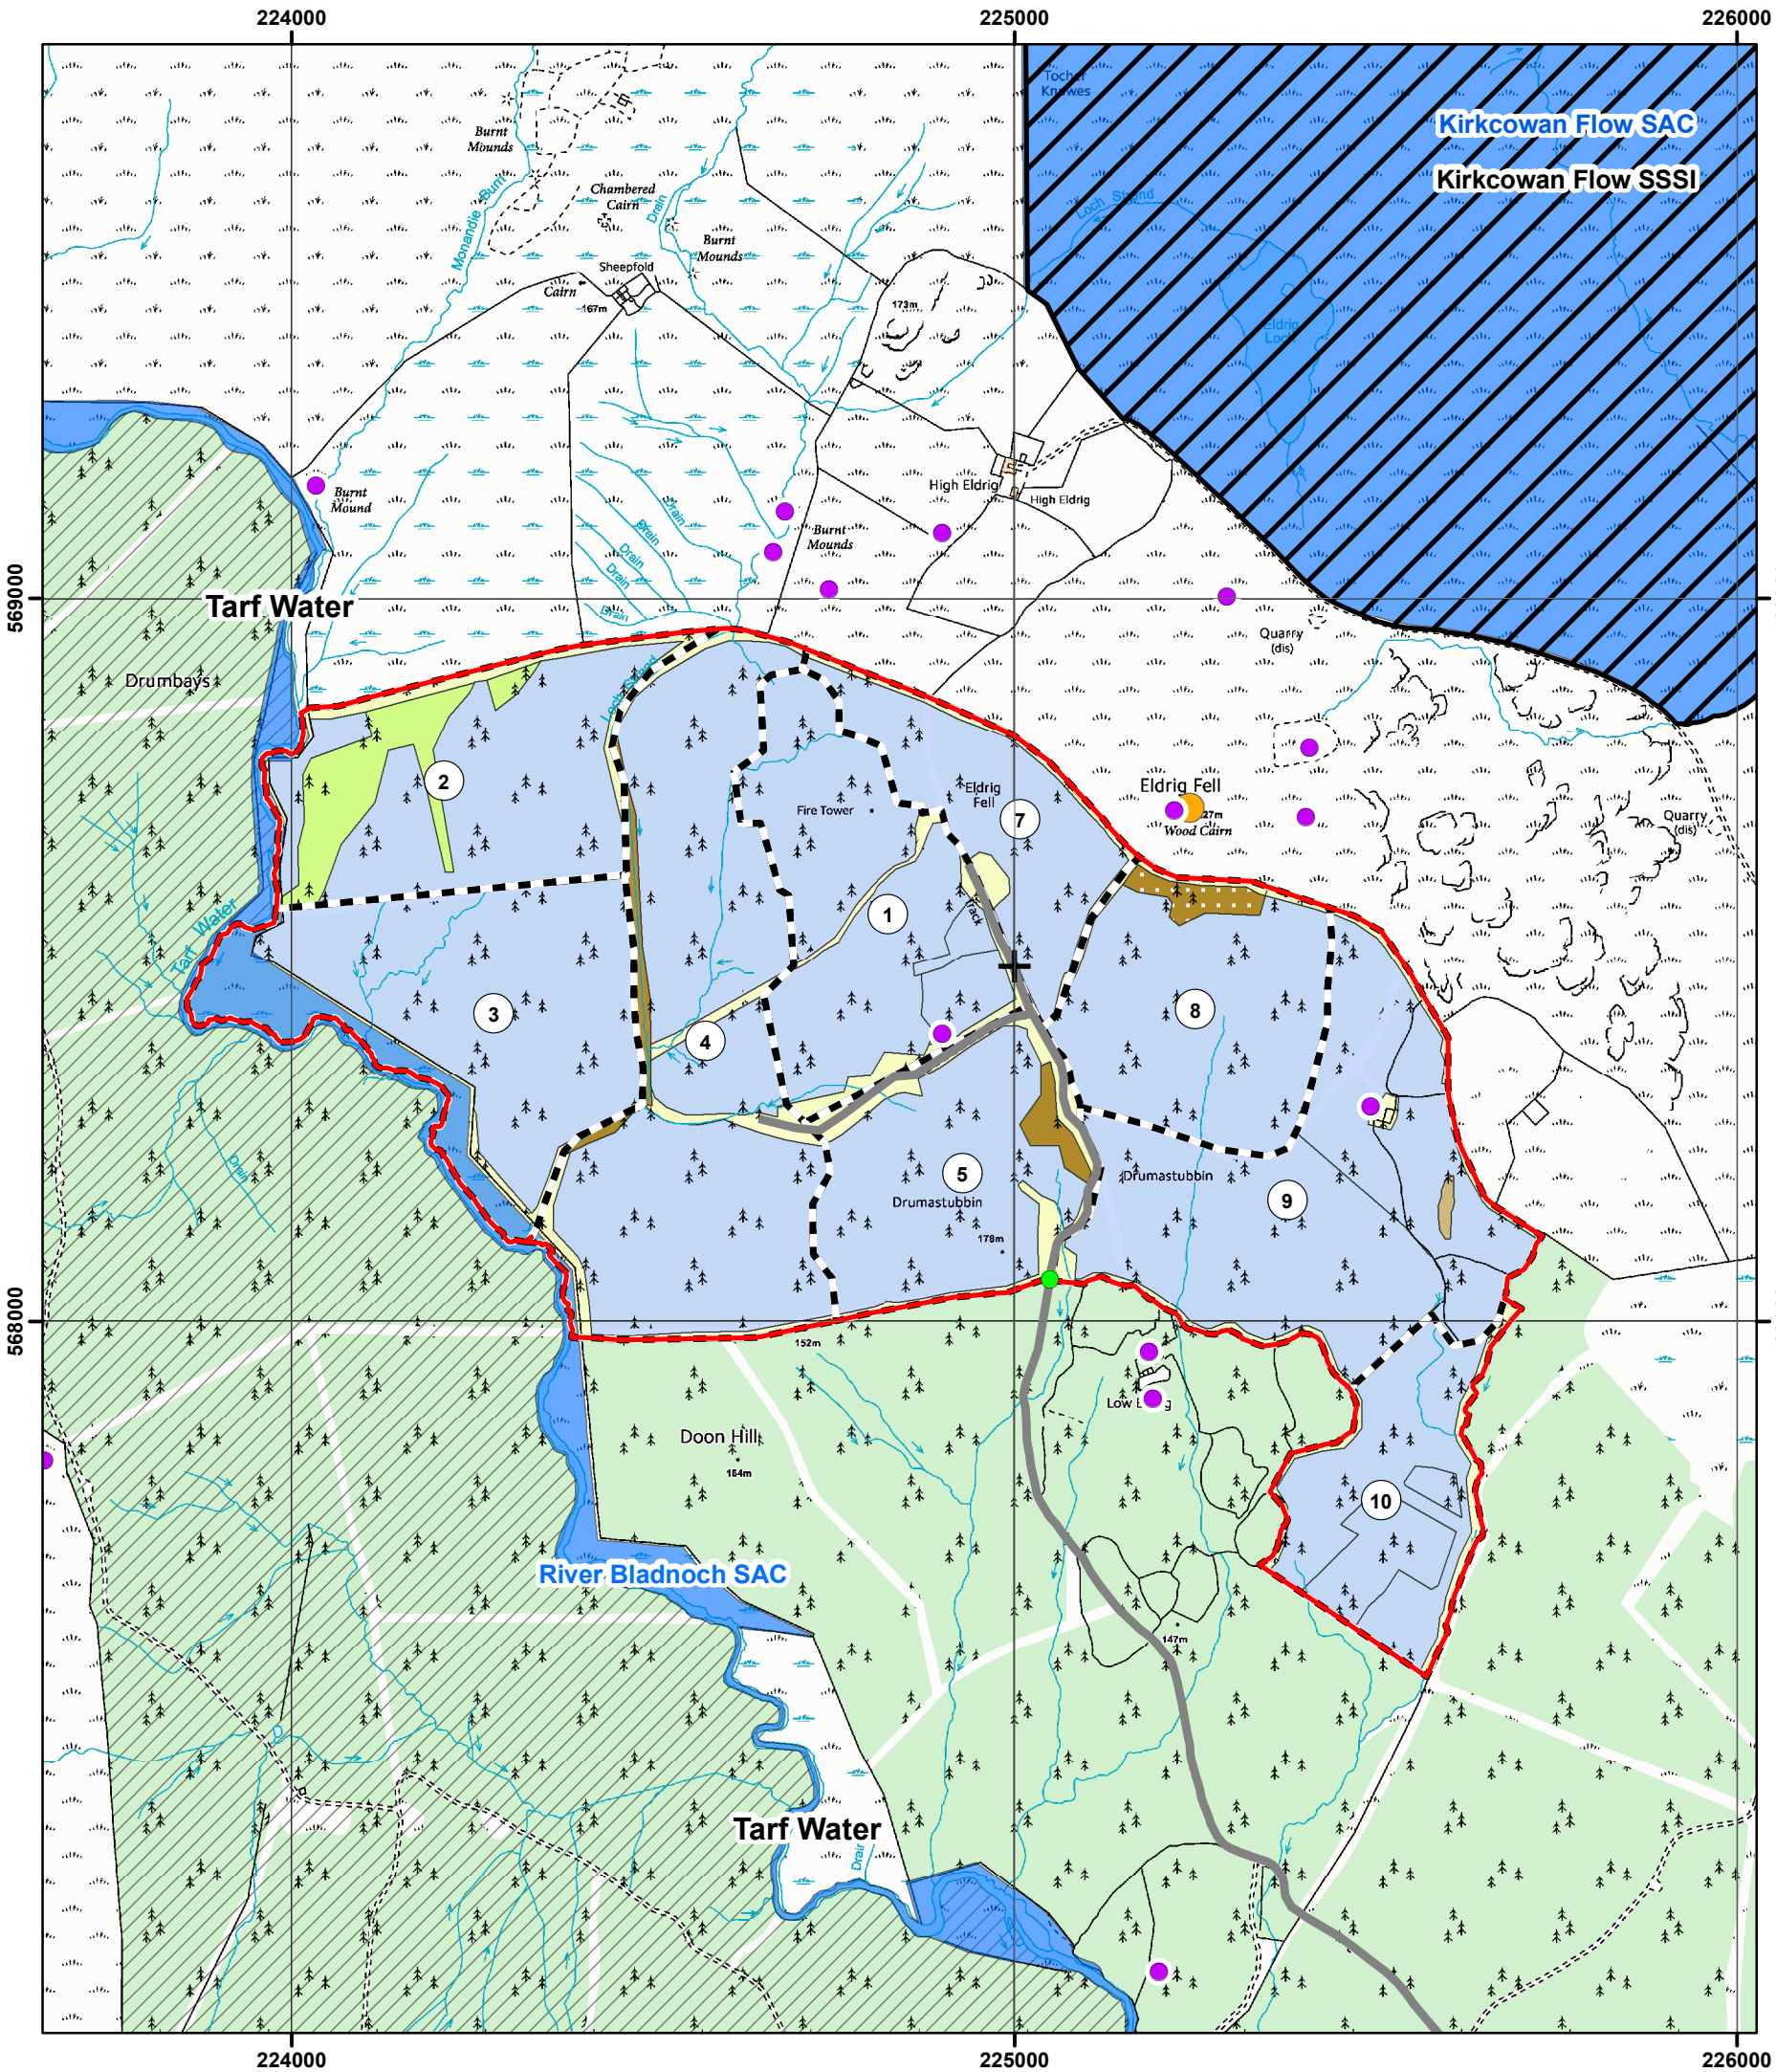 224000
225000
226000
Tocher
Knowes
Kirkcowan Flow SAC
Burnt
Mounds
Kirkcowan Flow SSSI
Chambered
Cairn
Loch Strand
Drain
Monandie Burn
Burnt
Mounds
Sheepfold
Cairn
167m
173m
Eldrig
Loch
High Eldrig
High Eldrig
Burnt
Mound
Drain
Burnt
Mounds
Drain
Drain
Drain
569000
Tarf Water
Quarry
(dis)
Drumbays
Loch Strand
2
Eldrig Fell
Eldrig
Fell
Fire Tower
7
27m
Wood Cairn
Quarry
(dis)
1
Track
Tarf Water
3
8
4
Drain
5
Drumastubbin
Drumastubbin
9
178m
568000
152m
Low
Doon Hill
164m
10
River Bladnoch SAC
147m
Tarf Water
Drain
224000
225000
226000